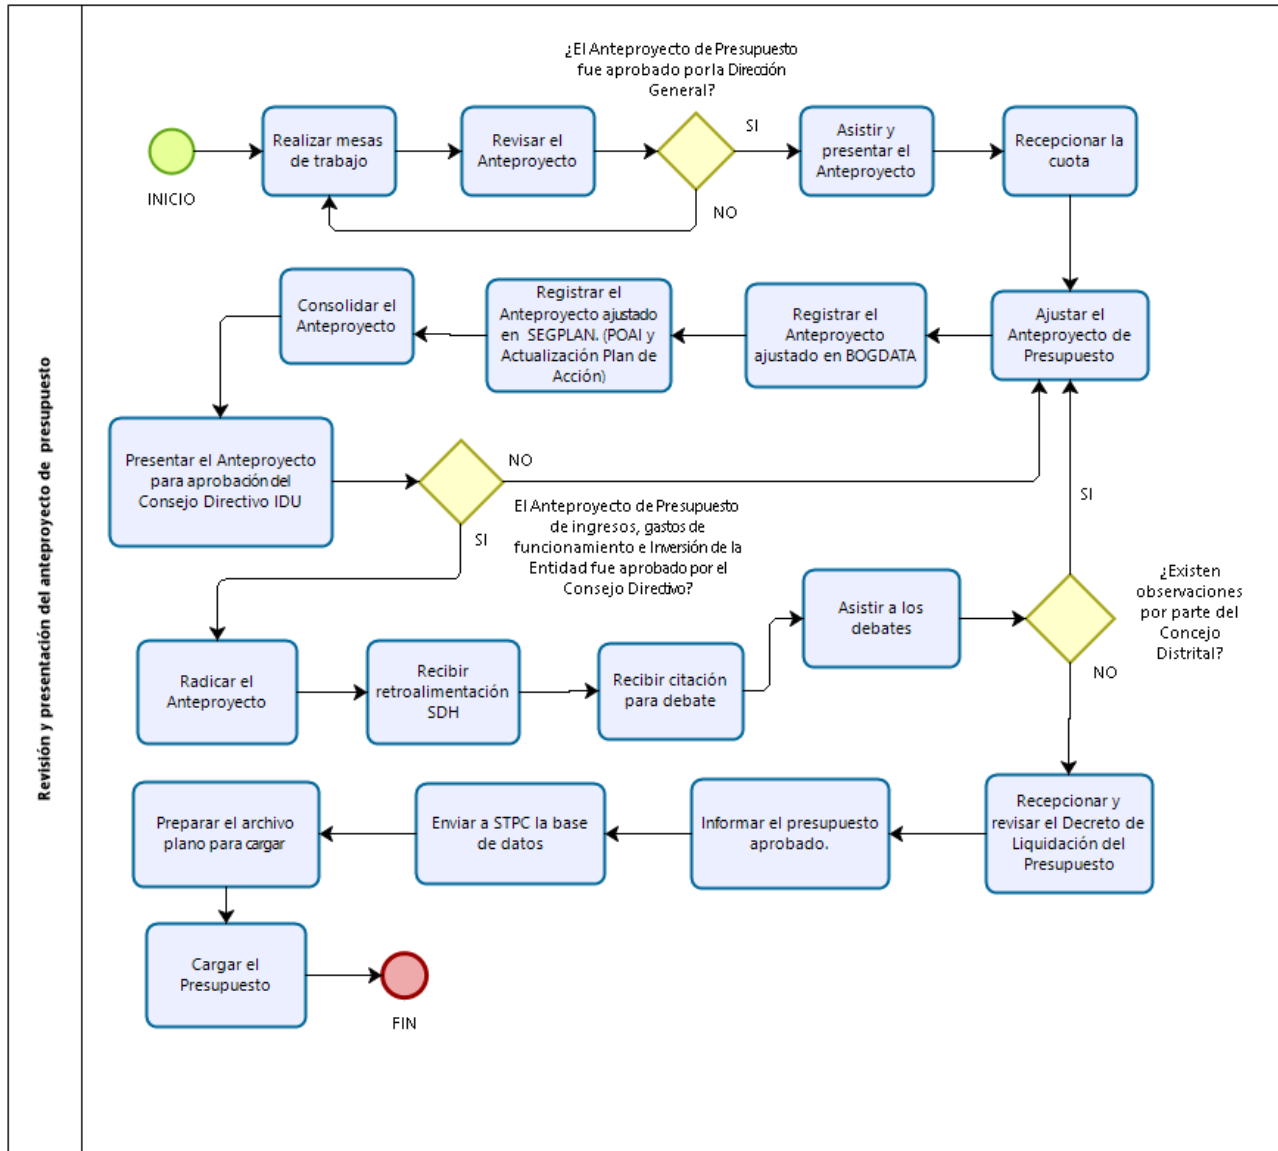 Revisión y presentación del anteproyecto de presupuesto
¿El Anteproyecto de Presupuesto
fue aprobado por la Dirección
General?
INICIO
Realizar mesas
de trabajo
Revisar el
Anteproyecto
SI
NO
Asistir y
presentar el
Anteproyecto
Recepcionar la
cuota
Ajustar el
Anteproyecto de
Presupuesto
Registrar el
Anteproyecto
ajustado en BOGDATA
Registrar el
Anteproyecto ajustado
en SEGPLAN. (POAI y
Actualización Plan de
Acción)
Consolidar el
Anteproyecto
Presentar el Anteproyecto
para aprobación del
Consejo Directivo IDU
NO
SI
El Anteproyecto de Presupuesto
de ingresos, gastos de
funcionamiento e Inversión de la
Entidad fue aprobado por el
Consejo Directivo?
Radicar el
Anteproyecto
Recibir
retroalimentación
SDH
Recibir citación
para debate
Asistir a los
debates
SI
¿Existen
observaciones
por parte del
Concejo
Distrital?
NO
Recepcionar y
revisar el Decreto de
Liquidación del
Presupuesto
Informar el presupuesto
aprobado.
Enviar a STPC la base
de datos
Preparar el archivo
plano para cargar
Cargar el
Presupuesto
FIN